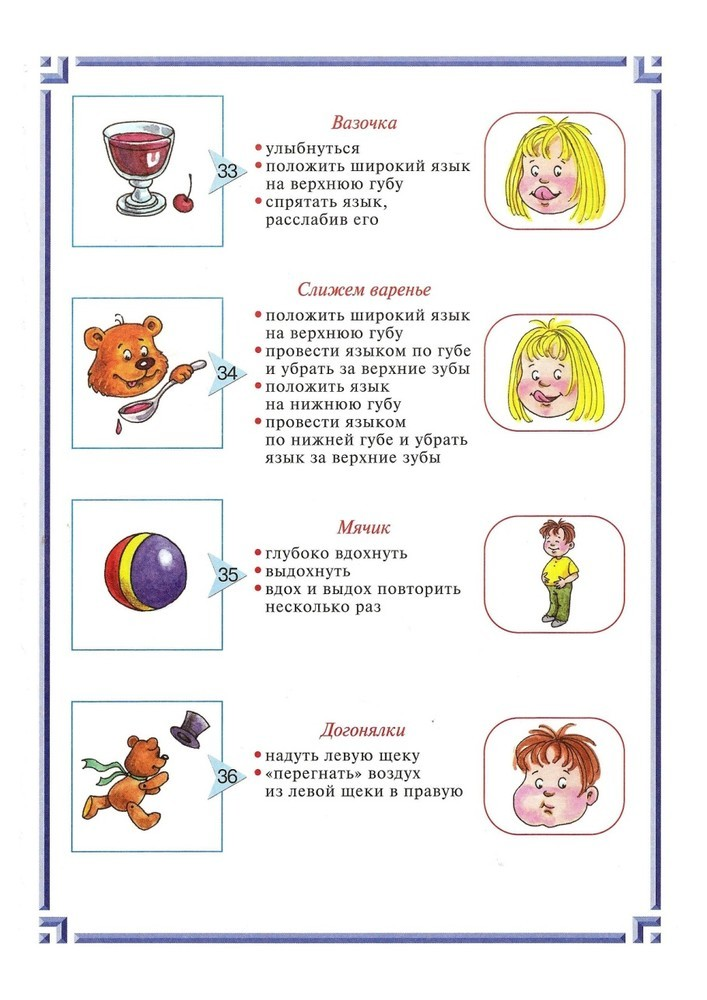 Вазочка
33
• улыбнуться
• положить широкий язык
на верхнюю губу
• спрятать язык,
расслабив его
Слижем варенье
34
• положить широкий язык
на верхнюю губу
• провести языком по губе
и убрать за верхние зубы
• положить язык
на нижнюю губу
• провести языком
по нижней губе и убрать
язык за верхние зубы
Мячик
35
• глубоко вдохнуть
• выдохнуть
• вдох и выдох повторить
несколько раз
Догонялки
36
• надуть левую щеку
• «перегнать» воздух
из левой щеки в правую